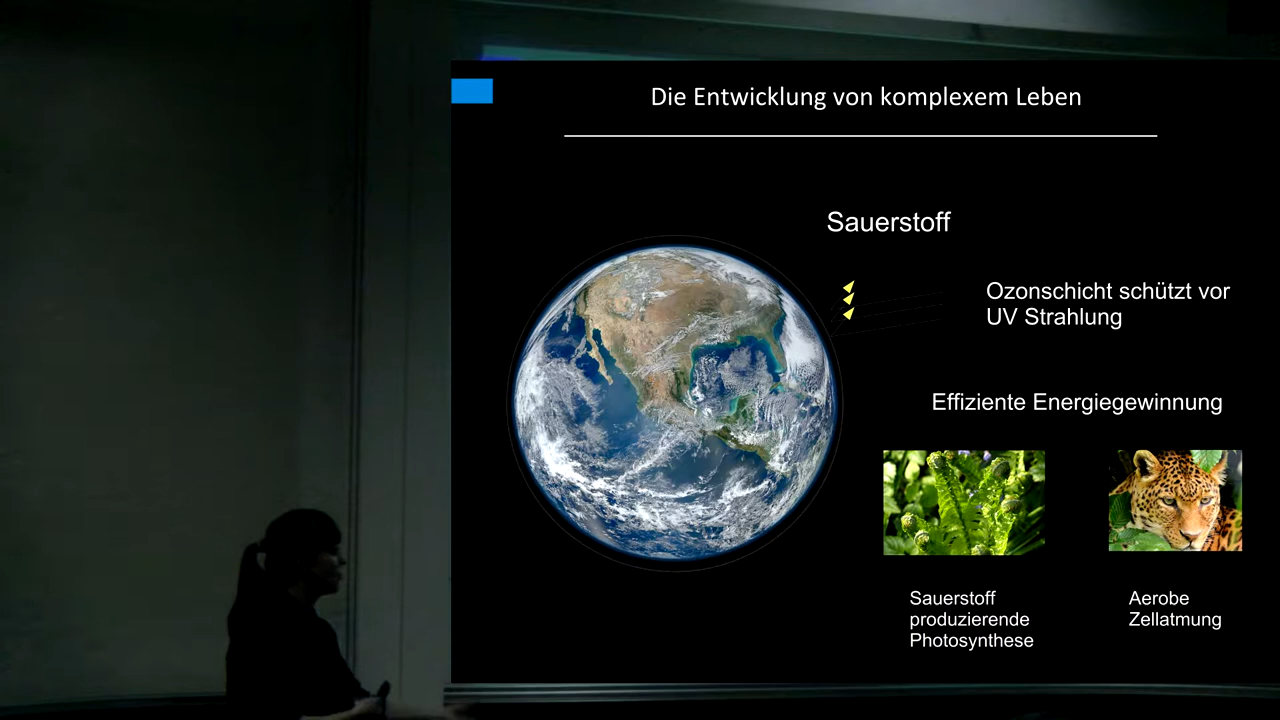 Die Entwicklung von komplexem Leben
Sauerstoff
Ozonschicht schützt vor
UV Strahlung
Effiziente Energiegewinnung
Sauerstoff
produzierende
Photosynthese
Aerobe
Zellatmung